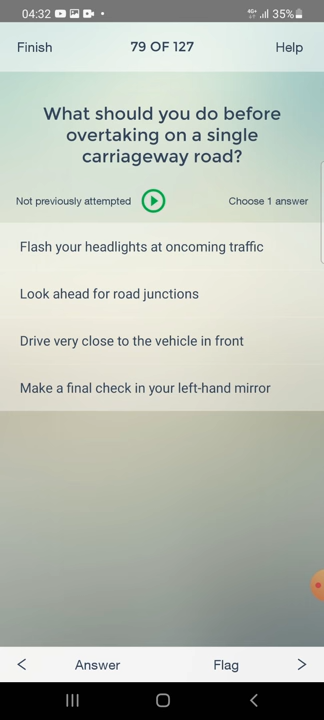 04:32 4G+ 35%
Finish 79 OF 127 Help
What should you do before
overtaking on a single
carriageway road?
Not previously attempted Choose 1 answer
Flash your headlights at oncoming traffic
Look ahead for road junctions
Drive very close to the vehicle in front
Make a final check in your left-hand mirror
Answer Flag